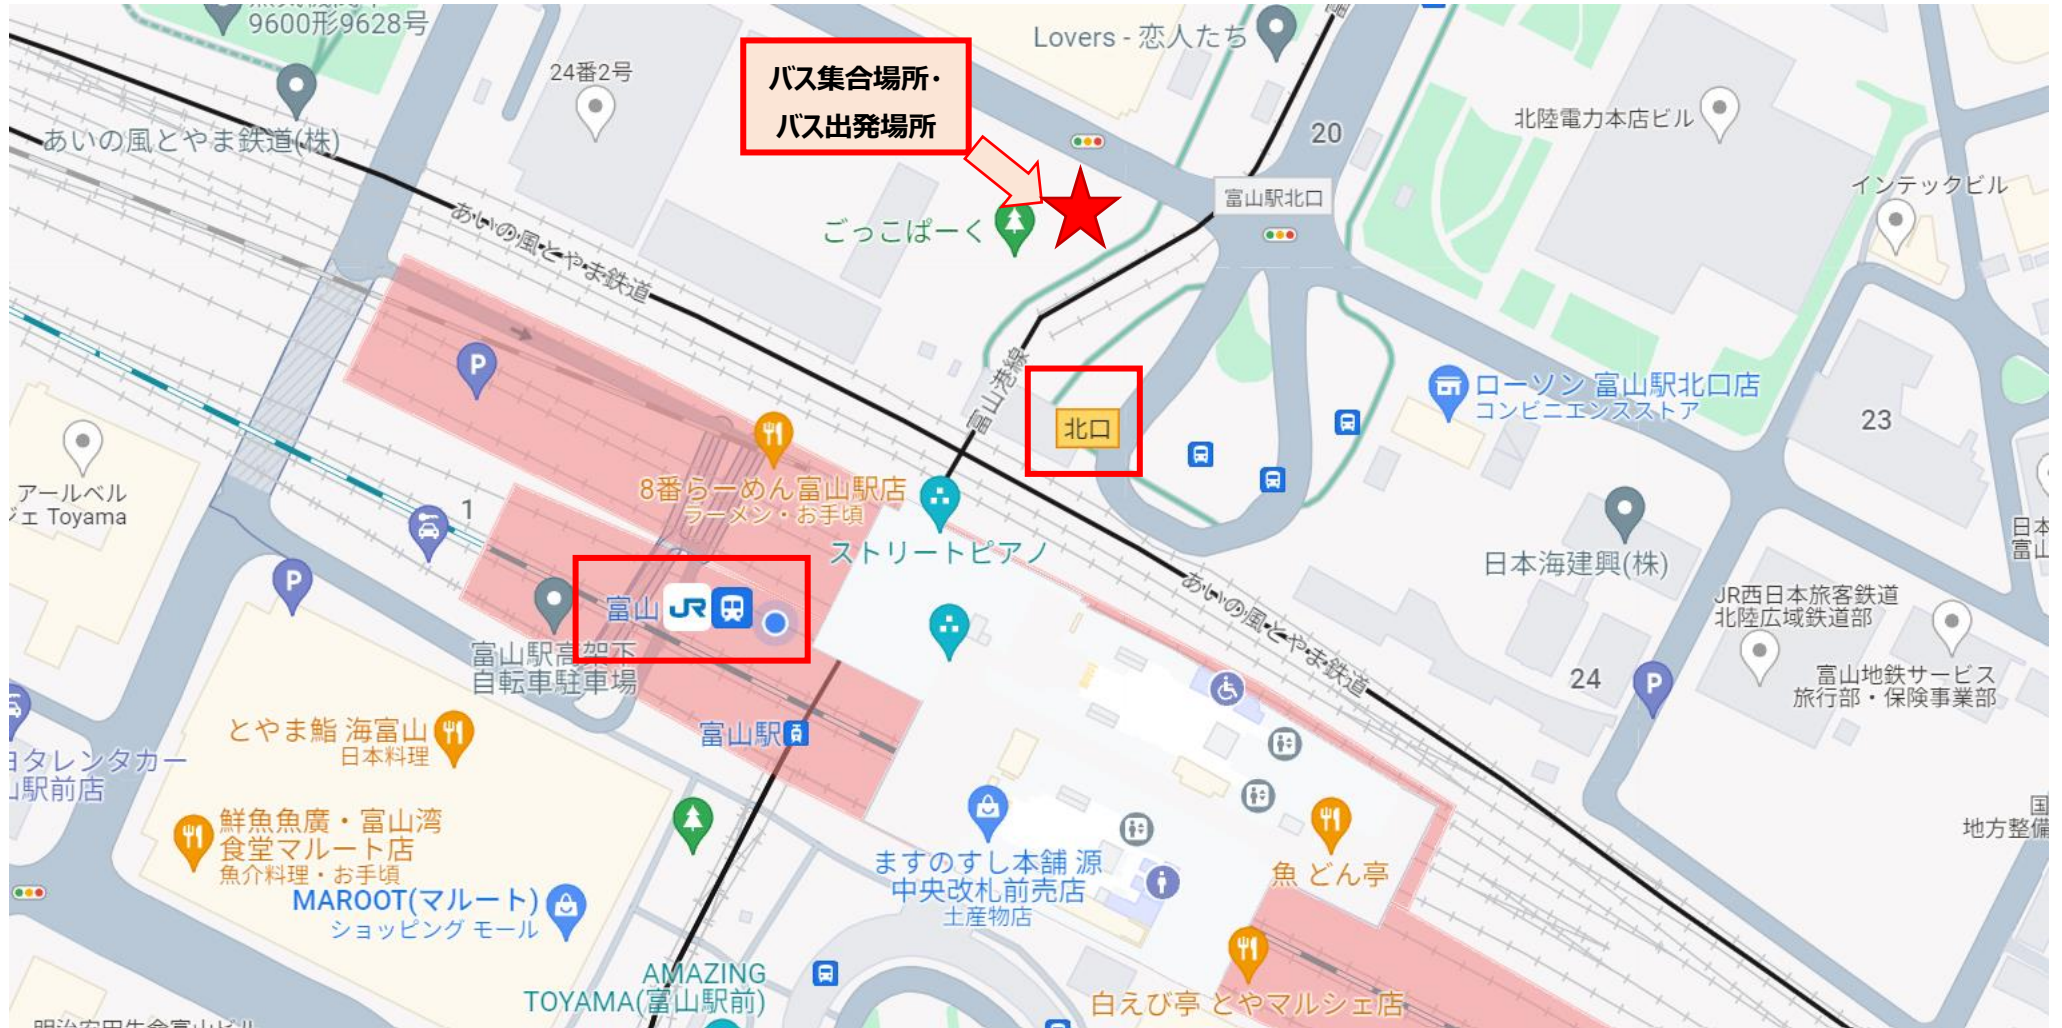 9600形9628号
24番2号
あいの風とやま鉄道(株)
バス集合場所・
バス出発場所
Lovers - 恋人たち
20
北陸電力本店ビル
インテックビル
富山駅北口
ごっこぱーく
あいの風とやま鉄道
富山港線
北口
ローソン 富山駅北口店
コンビニエンスストア
23
P
アールベル
Toyama
1
8番らーめん富山駅店
ラーメン・お手頃
ストリートピアノ
P
富山 JR
富山駅高架下
自転車駐車場
富山駅
あいの風とやま鉄道
日本海建興(株)
JR西日本旅客鉄道
北陸広域鉄道部
富山地鉄サービス
旅行部・保険事業部
24
P
日本
富山
とやま鮨 海富山
日本料理
ヨタレンタカー
山駅前店
鮮魚魚廣・富山湾
食堂マルート店
魚介料理・お手頃
MAROOT(マルート)
ショッピング モール
ますのすし本舗 源
中央改札前売店
土産物店
魚 どん亭
国
地方整備
AMAZING
TOYAMA(富山駅前)
白えび亭 とやマルシェ店